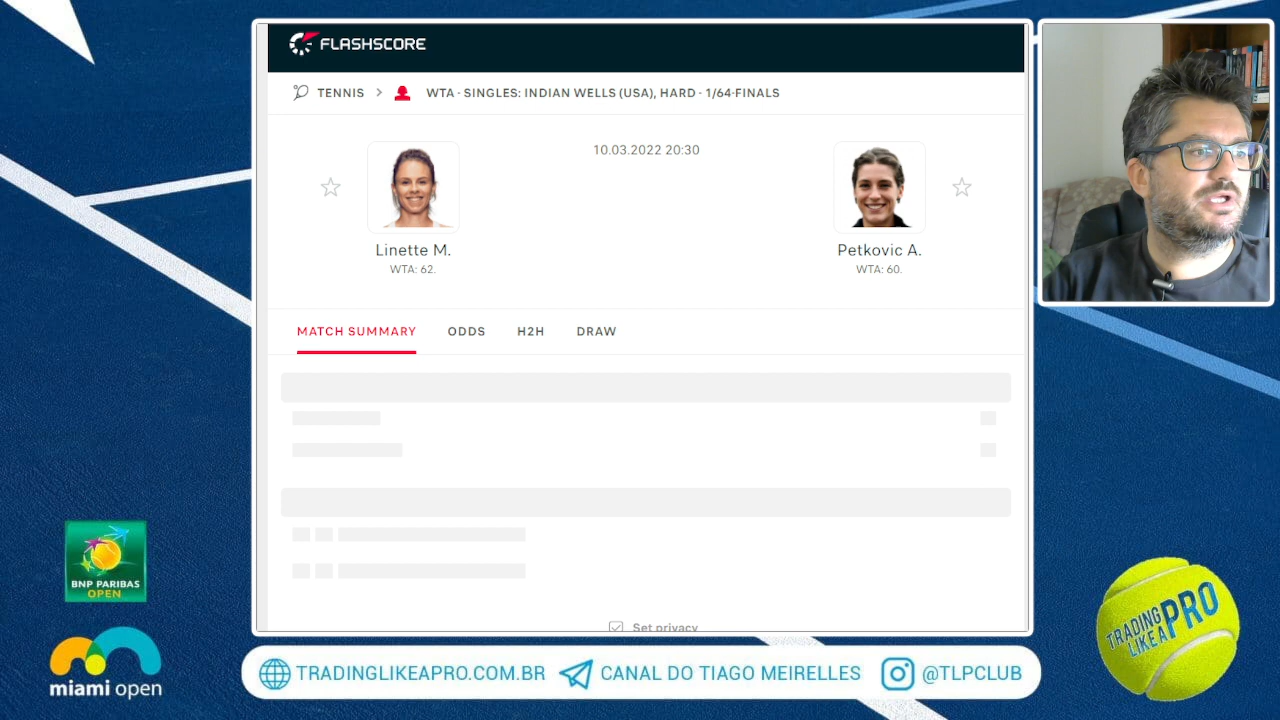 FLASHSCORE
TENNIS > WTA - SINGLES: INDIAN WELLS (USA), HARD - 1/64-FINALS
10.03.2022 20:30
Linette M.
WTA: 62.
Petkovic A.
WTA: 60.
MATCH SUMMARY ODDS H2H DRAW
Set privacy
BNP PARIBAS
OPEN
miami open
TRADING
LIKE A PRO
TRADINGLIKEAPRO.COM.BR CANAL DO TIAGO MEIRELLES @TLPCLUB